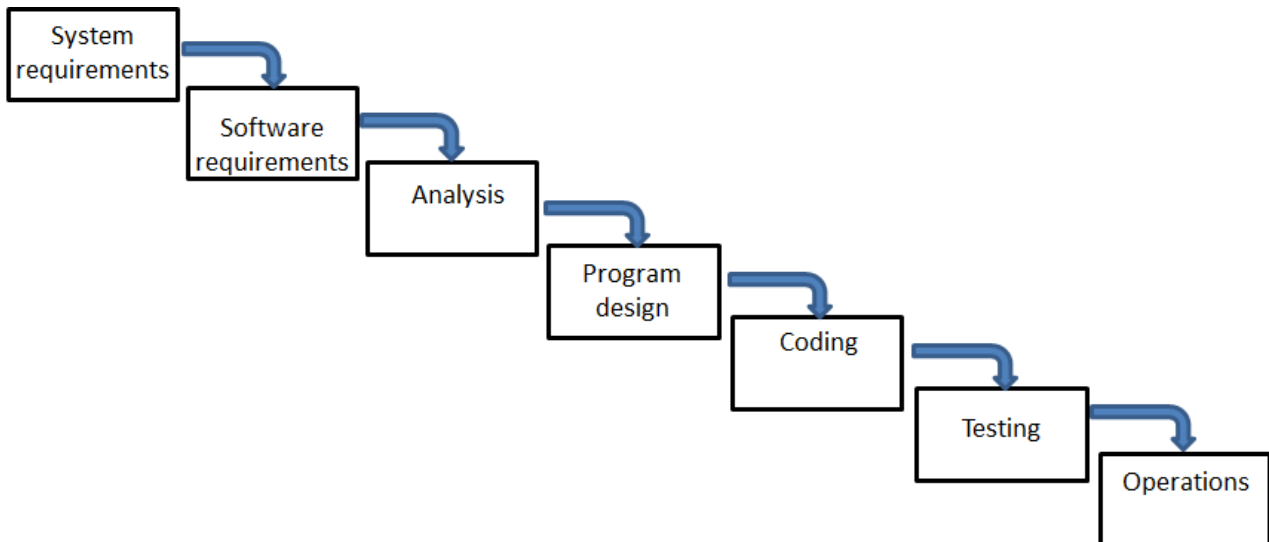 System
requirements
Software
requirements
Analysis
Program
design
Coding
Testing
Operations